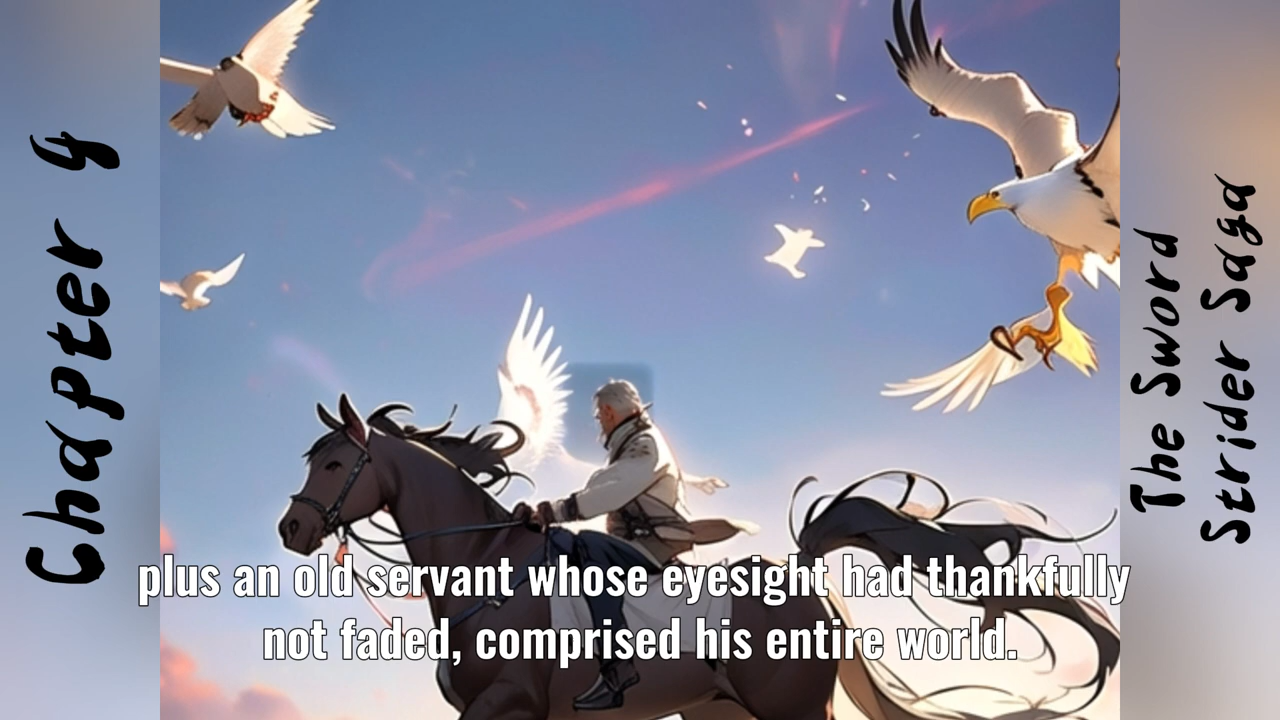 Chapter 4
plus an old servant whose eyesight had thankfully
not faded, comprised his entire world.
The Sword
Strider Saga